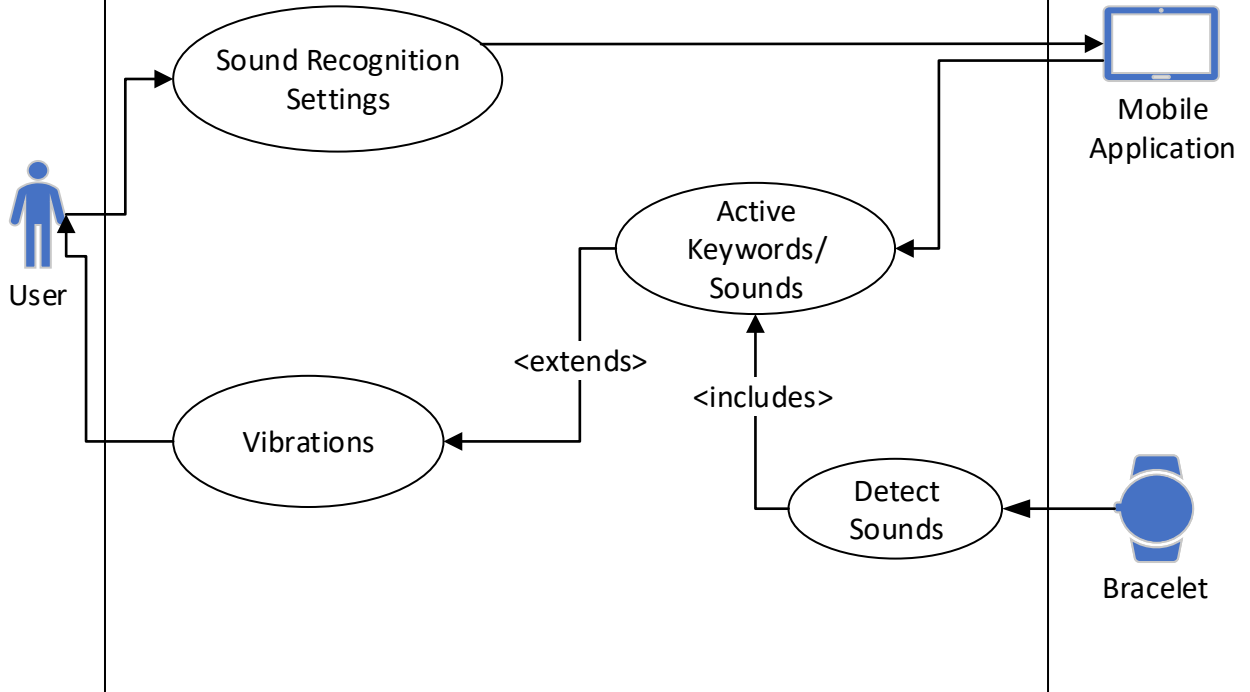 Sound Recognition
Settings
Mobile
Application
Active
Keywords/
Sounds
User
<extends>
<includes>
Vibrations
Detect
Sounds
Bracelet